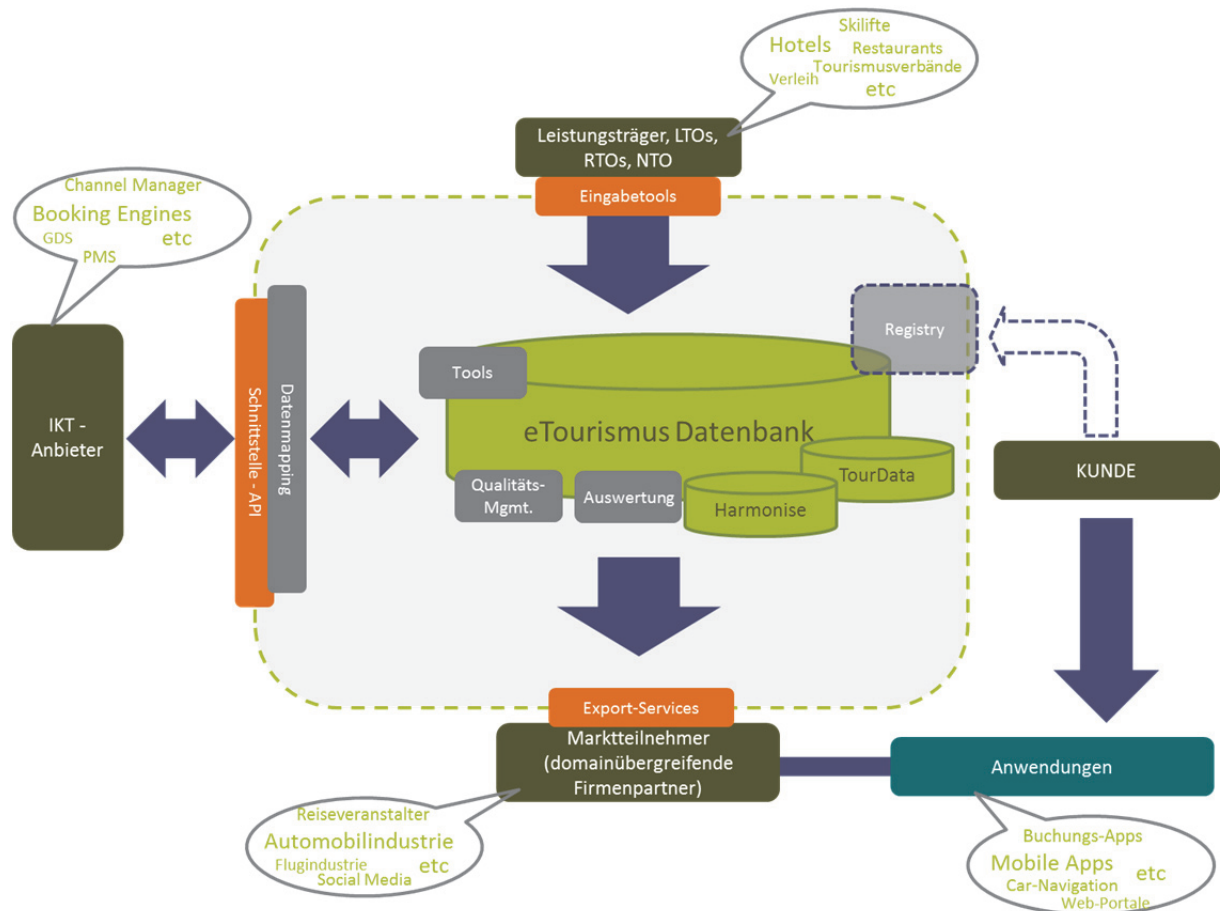 Skilifte
Hotels Restaurants
Tourismusverbände
Verleih etc
Leistungsträger, LTOs,
RTOs, NTO
Eingabetools
Channel Manager
Booking Engines
GDS etc
PMS
Registry
Tools
Datenmapping
Schnittstelle - API
IKT -
Anbieter
eTourismus Datenbank
KUNDE
TourData
Qualitäts-
Mgmt.
Auswertung
Harmonise
Export-Services
Marktteilnehmer
(domainübergreifende
Firmenpartner)
Anwendungen
Reiseveranstalter
Automobilindustrie
Flugindustrie etc
Social Media
Buchungs-Apps
Mobile Apps etc
Car-Navigation
Web-Portale